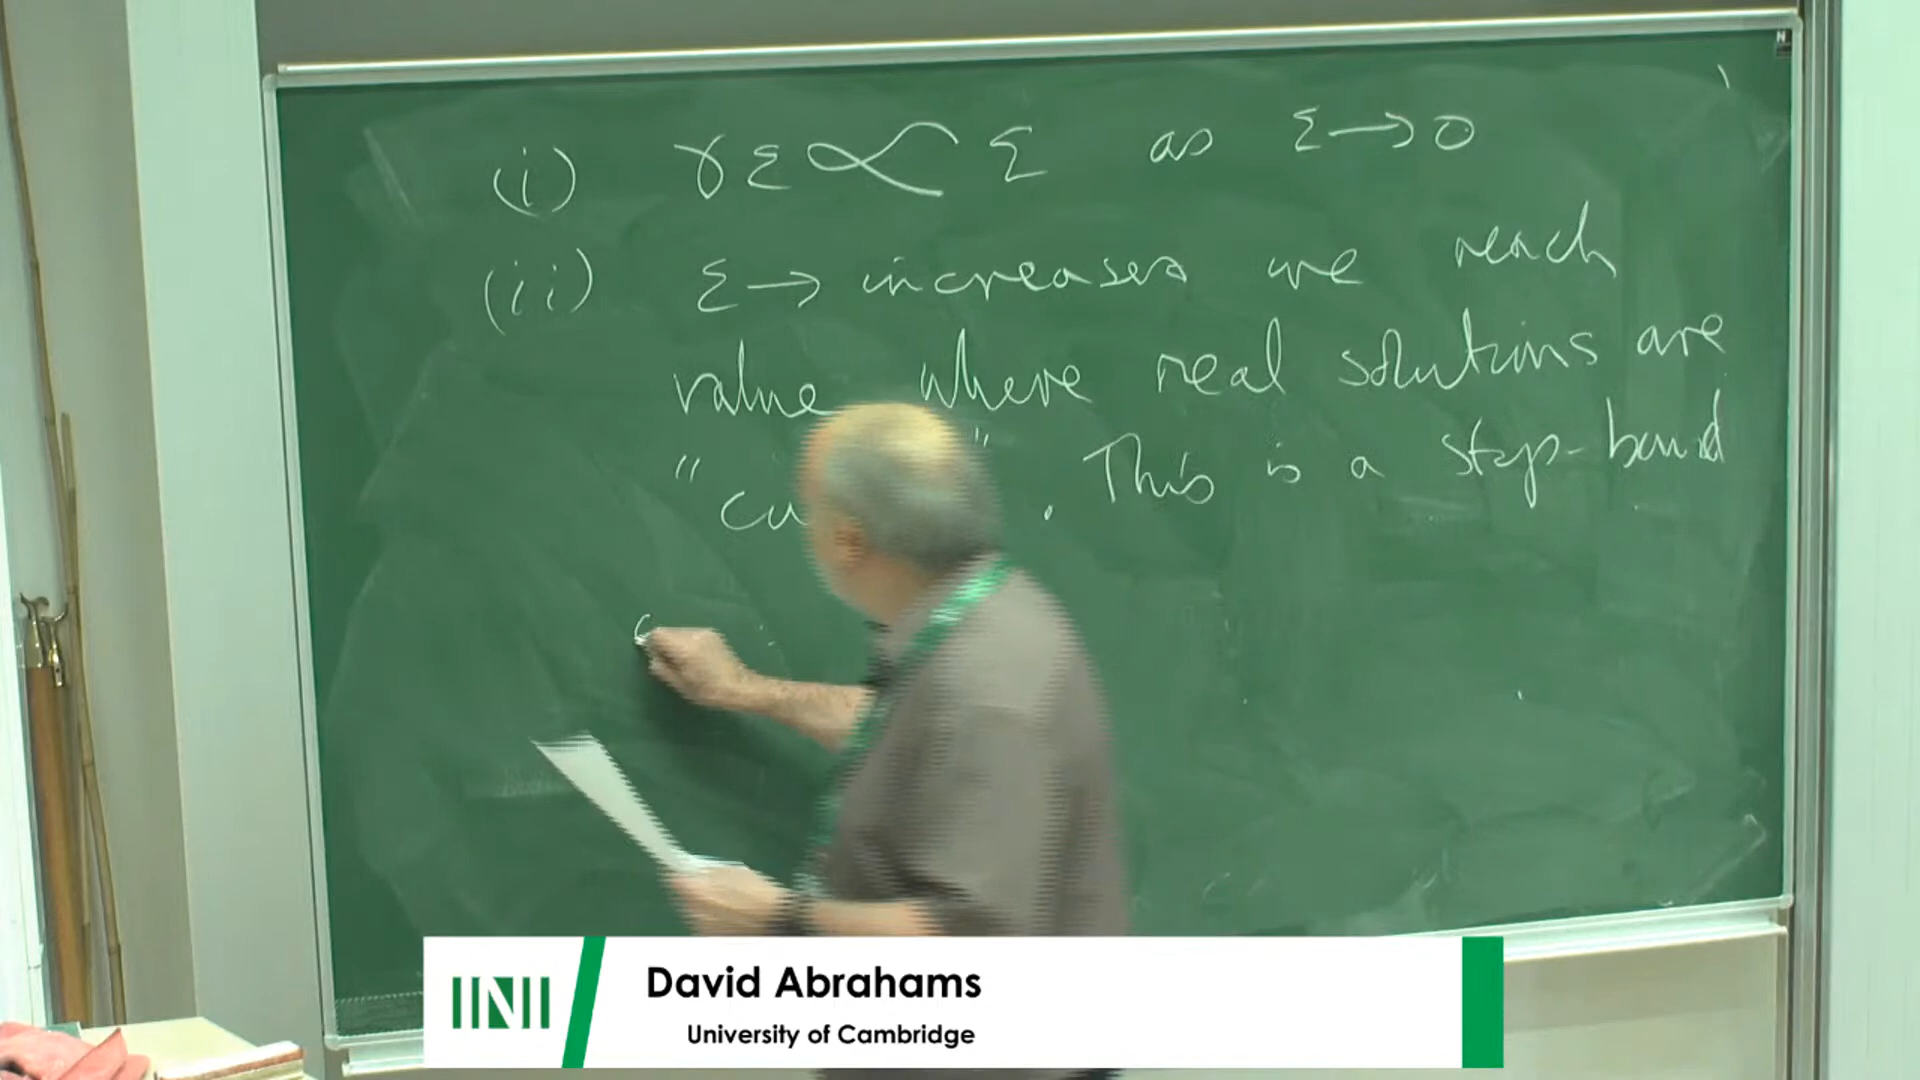 (i) γε ∝ ε as ε → 0
(ii) ε → increases we reach
value where real solutions are
" cu ". This is a stop-band
INI
David Abrahams
University of Cambridge